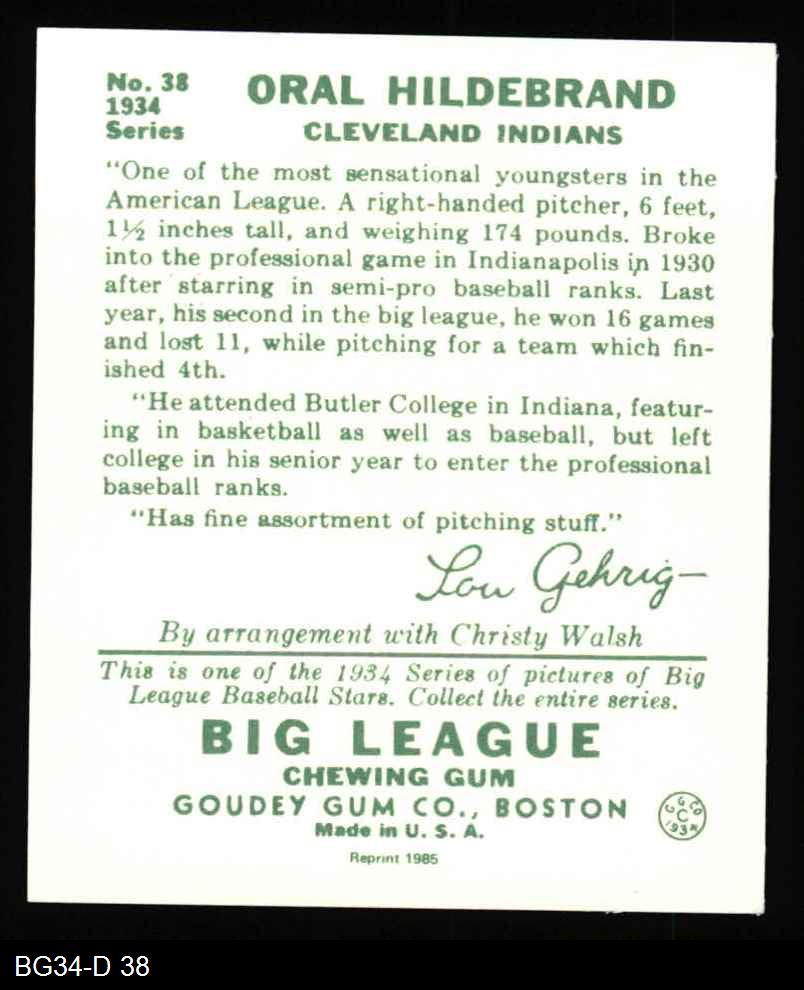 No. 38
1934
Series
ORAL HILDEBRAND
CLEVELAND INDIANS
"One of the most sensational youngsters in the
American League. A right-handed pitcher, 6 feet,
1½ inches tall, and weighing 174 pounds. Broke
into the professional game in Indianapolis in 1930
after starring in semi-pro baseball ranks. Last
year, his second in the big league, he won 16 games
and lost 11, while pitching for a team which fin-
ished 4th.
"He attended Butler College in Indiana, featur-
ing in basketball as well as baseball, but left
college in his senior year to enter the professional
baseball ranks.
"Has fine assortment of pitching stuff."
Lou Gehrig—
By arrangement with Christy Walsh
This is one of the 1934 Series of pictures of Big
League Baseball Stars. Collect the entire series.
BIG LEAGUE
CHEWING GUM
GOUDEY GUM CO., BOSTON
Made in U. S. A.
G G CO
C
1934
Reprint 1985
BG34-D 38